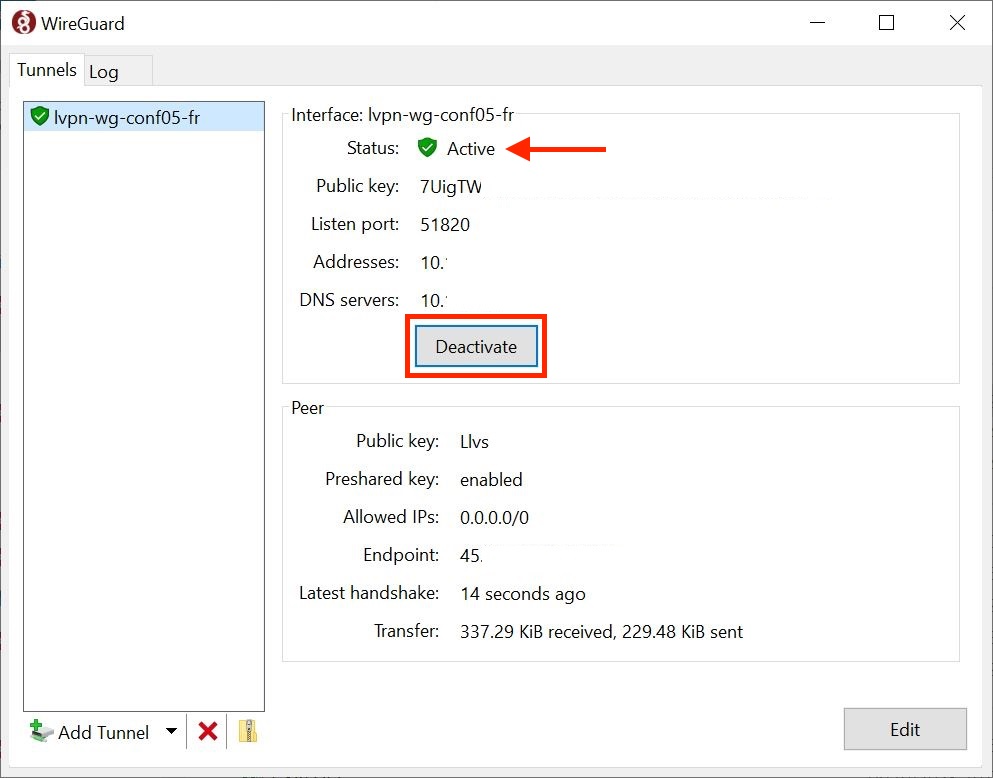 WireGuard
Tunnels Log
lvpn-wg-conf05-fr
Interface: lvpn-wg-conf05-fr
Status: Active
Public key: 7UigTW
Listen port: 51820
Addresses: 10.
DNS servers: 10.
Deactivate
Peer
Public key: Llvs
Preshared key: enabled
Allowed IPs: 0.0.0.0/0
Endpoint: 45.
Latest handshake: 14 seconds ago
Transfer: 337.29 KiB received, 229.48 KiB sent
Add Tunnel
Edit